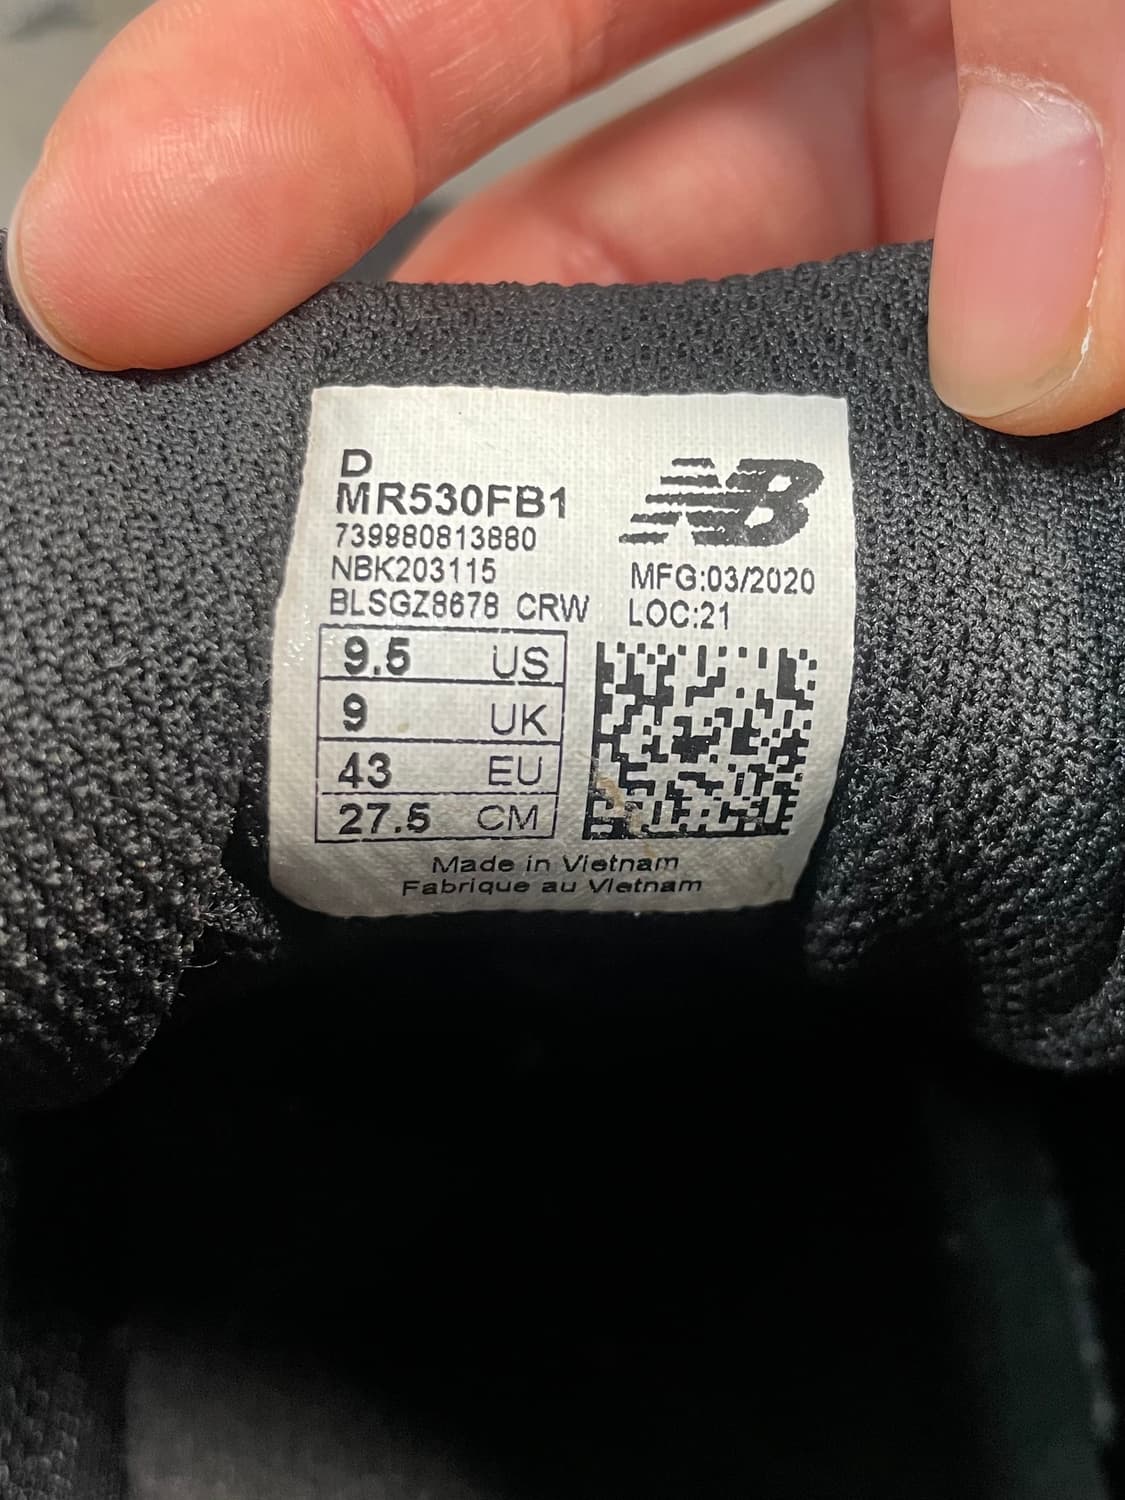 D
MR530FB1
739980813880
NBK203115
BLSGZ8678 CRW
NB
MFG:03/2020
LOC:21
9.5 US
9 UK
43 EU
27.5 CM
Made in Vietnam
Fabrique au Vietnam